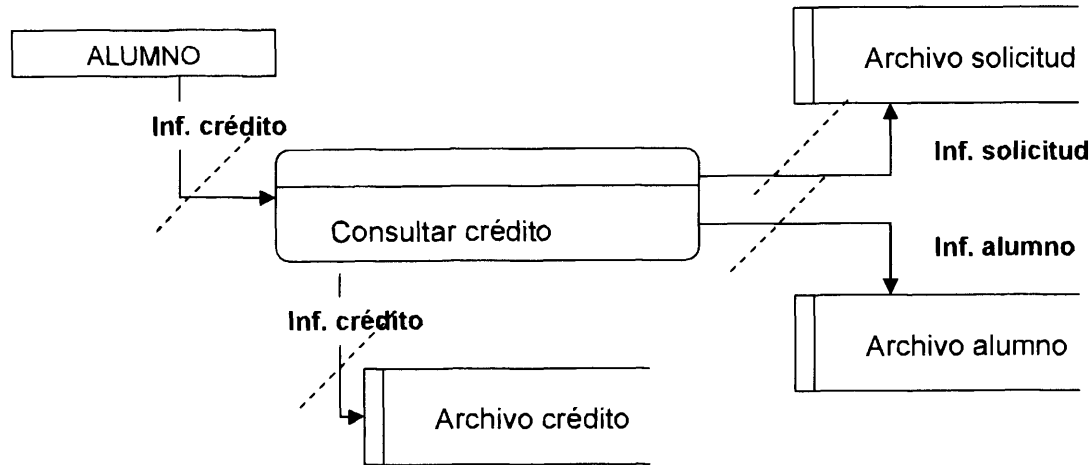 ALUMNO
Archivo solicitud
Inf. crédito
Inf. solicitud
Consultar crédito
Inf. alumno
Inf. crédito
Archivo alumno
Archivo crédito